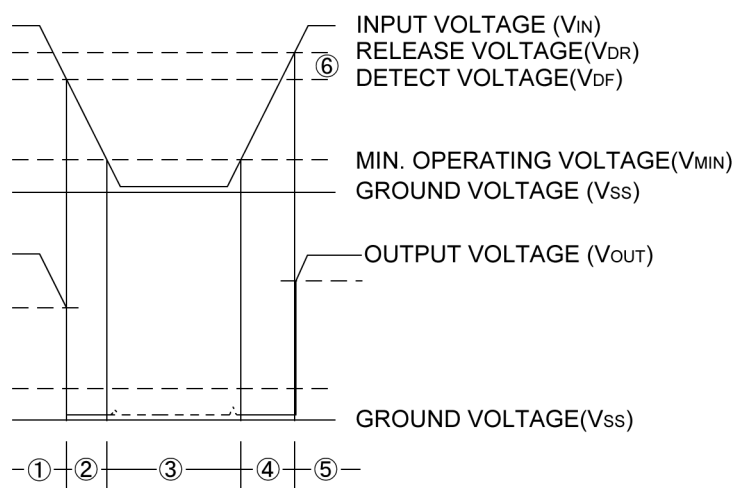 INPUT VOLTAGE (VIN)
RELEASE VOLTAGE(VDR)
⑥
DETECT VOLTAGE(VDF)
MIN. OPERATING VOLTAGE(VMIN)
GROUND VOLTAGE (VSS)
OUTPUT VOLTAGE (VOUT)
GROUND VOLTAGE(VSS)
① ② ③ ④ ⑤